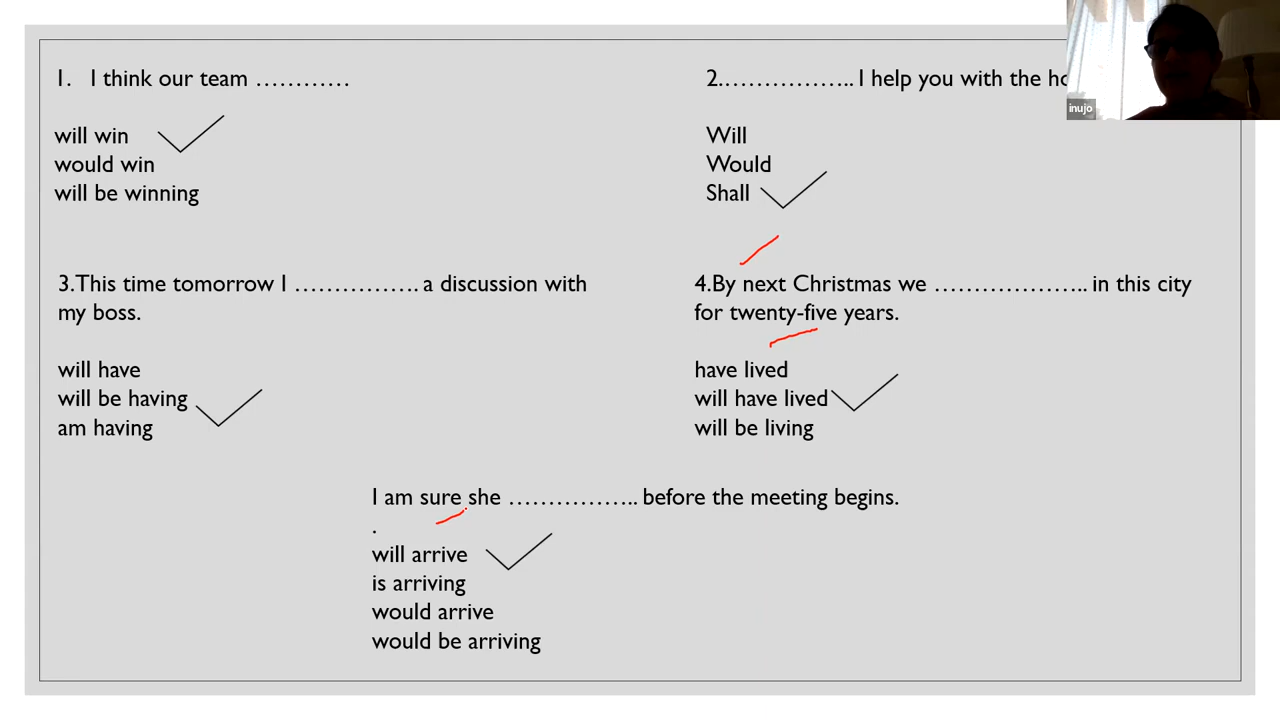 1. I think our team …………
will win
would win
will be winning
2.…………….. I help you with the
Will
Would
Shall
inujo
3.This time tomorrow I ……………. a discussion with
my boss.
will have
will be having
am having
4.By next Christmas we ……………….. in this city
for twenty-five years.
have lived
will have lived
will be living
I am sure she …………….. before the meeting begins.
.
will arrive
is arriving
would arrive
would be arriving